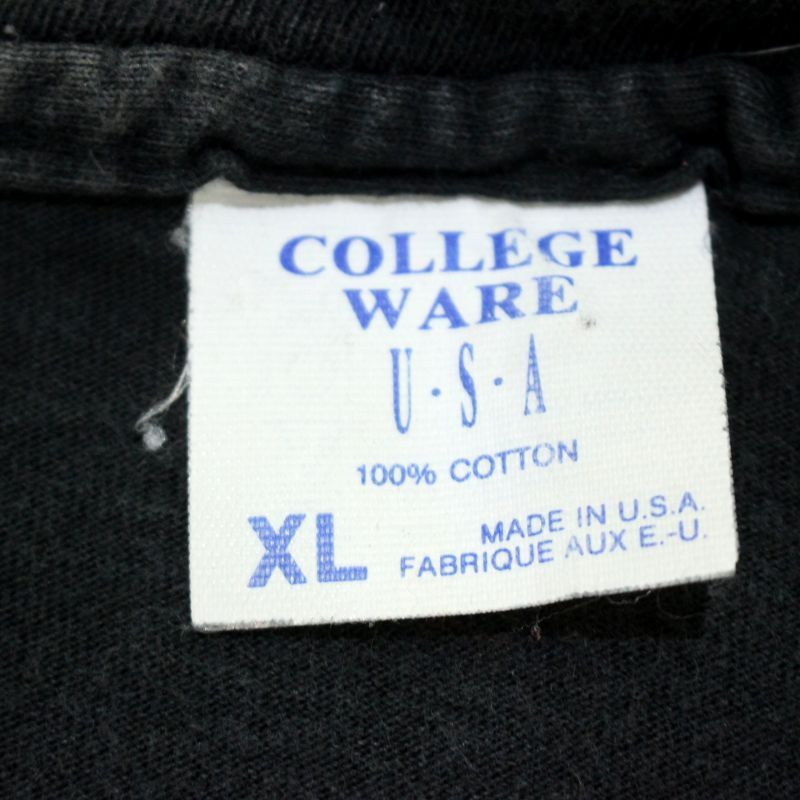 COLLEGE
WARE
U·S·A
100% COTTON
XL
MADE IN U.S.A.
FABRIQUE AUX E.-U.